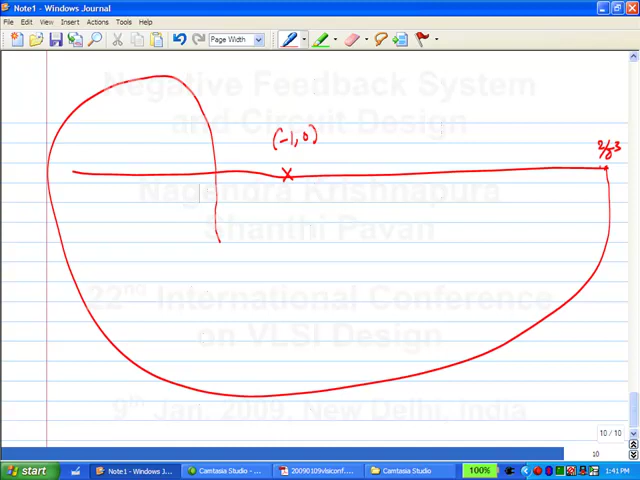 Note1 - Windows Journal
File Edit View Insert Actions Tools Help
Page Width
Negative Feedback System
and Circuit Design
(-1, 0)
Nagendra Krishnapura
Shanthi Pavan
22nd International Conference
on VLSI Design
9th Jan, 2009, New Delhi, India
10 / 10
10
start
Note1 - Windows J...
Camtasia Studio - ...
20090109vlsiconf...
Camtasia Studio
100%
1:41 PM